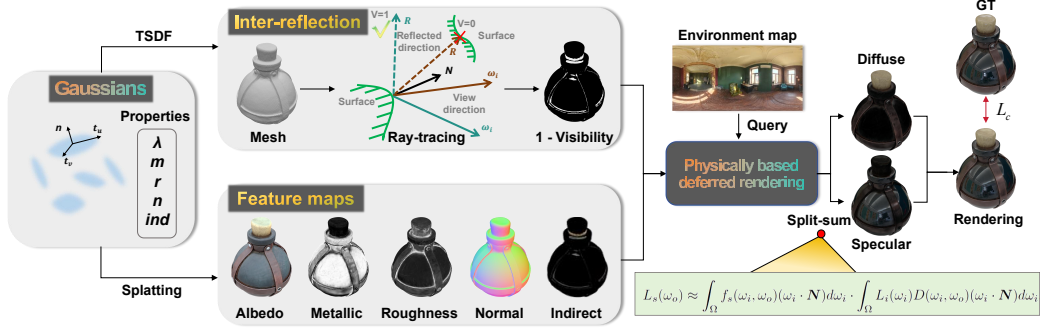 TSDF
Gaussians
Properties
n
t_u
t_v
λ
m
r
n
ind
Splatting
Inter-reflection
V=1
R
Reflected
direction
V=0
Surface
R
N
ω_i
Surface
View
direction
ω_i
Mesh
Ray-tracing
1 - Visibility
Feature maps
Albedo
Metallic
Roughness
Normal
Indirect
Environment map
Query
Physically based
deferred rendering
Diffuse
Split-sum
Specular
GT
L_c
Rendering
L_s(ω_o) ≈ ∫_Ω f_s(ω_i, ω_o)(ω_i · N)dω_i · ∫_Ω L_i(ω_i)D(ω_i, ω_o)(ω_i · N)dω_i